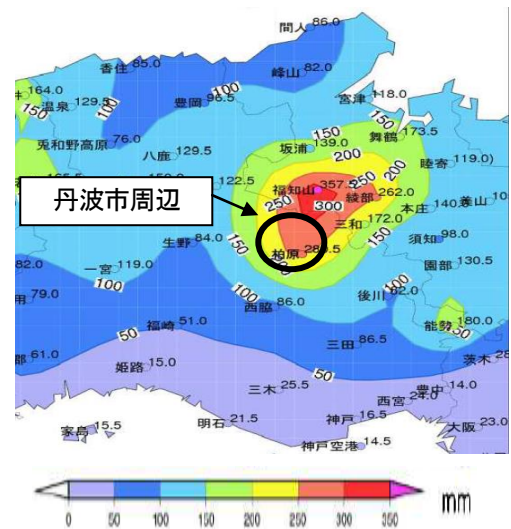 間人 86.0
香住 85.0
峰山 82.0
164.0
温泉 129.5
150
100
豊岡 96.5
100
宮津 118.0
150
兎和野高原 76.0
八鹿 129.5
坂浦 139.0
150
舞鶴 173.5
200
睦寄 119.0)
122.5
福知山 357.5
250
200
綾部 262.0
250
300
本庄 140.0
美山 10
丹波市周辺
三和 172.0
150
須知 98.0
生野 84.0
150
柏原
82.0
一宮 119.0
100
園部 130.5
100
100
79.0
西脇 86.0
後川
能勢 180.0
福崎 51.0
50
三田 86.5
茨木 28
61.0
姫路 15.0
50
三木 25.5
豊中 14.0
西宮 24.0
家島 15.5
明石 21.5
神戸 16.5
大阪 23.0
神戸空港 14.5
0 50 100 150 200 250 300 350 mm